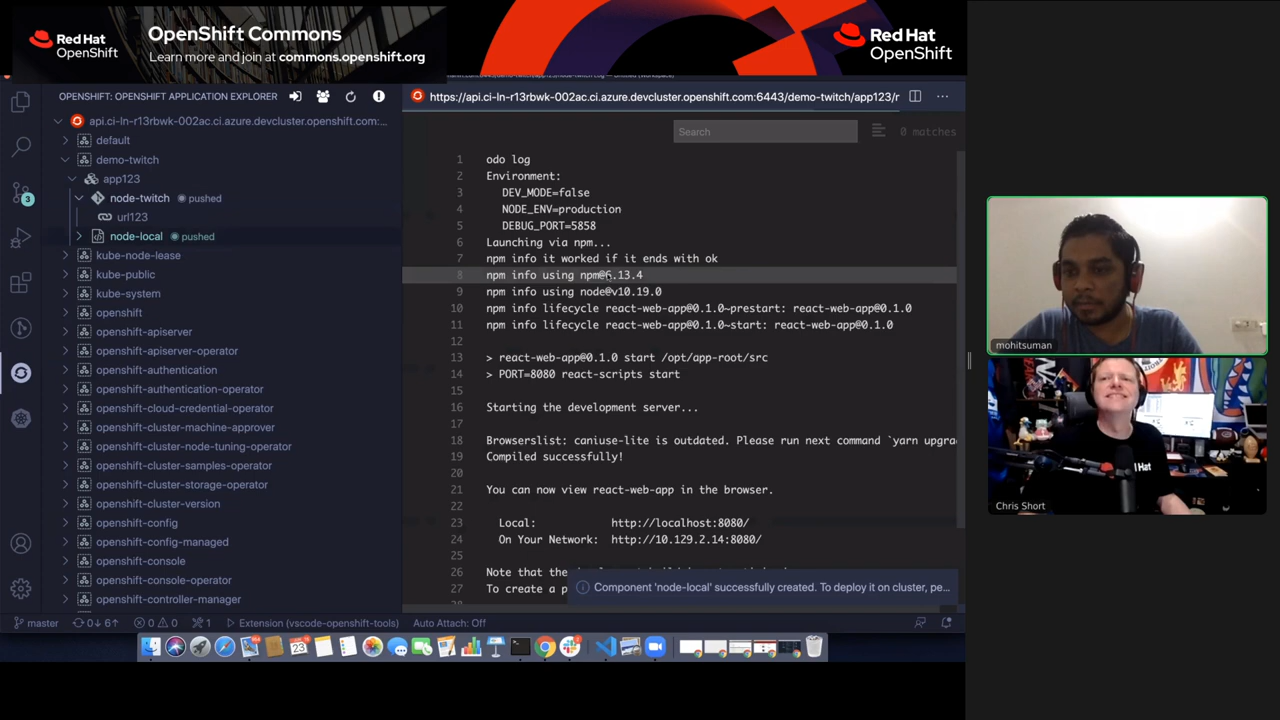 Red Hat
OpenShift
OpenShift Commons
Learn more and join at commons.openshift.org
Red Hat
OpenShift
OPENSHIFT: OPENSHIFT APPLICATION EXPLORER
https://api.ci-ln-r13rbwk-002ac.ci.azure.devcluster.openshift.com:6443/demo-twitch/app123/r
api.ci-ln-r13rbwk-002ac.ci.azure.devcluster.openshift.com:...
default
demo-twitch
app123
node-twitch pushed
url123
node-local pushed
kube-node-lease
kube-public
kube-system
openshift
openshift-apiserver
openshift-apiserver-operator
openshift-authentication
openshift-authentication-operator
openshift-cloud-credential-operator
openshift-cluster-machine-approver
openshift-cluster-node-tuning-operator
openshift-cluster-samples-operator
openshift-cluster-storage-operator
openshift-cluster-version
openshift-config
openshift-config-managed
openshift-console
openshift-console-operator
openshift-controller-manager
3
Search
0 matches
1 odo log
2 Environment:
3 DEV_MODE=false
4 NODE_ENV=production
5 DEBUG_PORT=5858
6 Launching via npm...
7 npm info it worked if it ends with ok
8 npm info using npm@6.13.4
9 npm info using node@v10.19.0
10 npm info lifecycle react-web-app@0.1.0~prestart: react-web-app@0.1.0
11 npm info lifecycle react-web-app@0.1.0~start: react-web-app@0.1.0
12
13 > react-web-app@0.1.0 start /opt/app-root/src
14 > PORT=8080 react-scripts start
15
16 Starting the development server...
17
18 Browserslist: caniuse-lite is outdated. Please run next command `yarn upgra
19 Compiled successfully!
20
21 You can now view react-web-app in the browser.
22
23 Local: http://localhost:8080/
24 On Your Network: http://10.129.2.14:8080/
25
26 Note that the
27 To create a p
Component 'node-local' successfully created. To deploy it on cluster, pe...
master 0↓ 6↑ 0 0 1 Extension (vscode-openshift-tools) Auto Attach: Off
mohitsuman
Hat
Chris Short